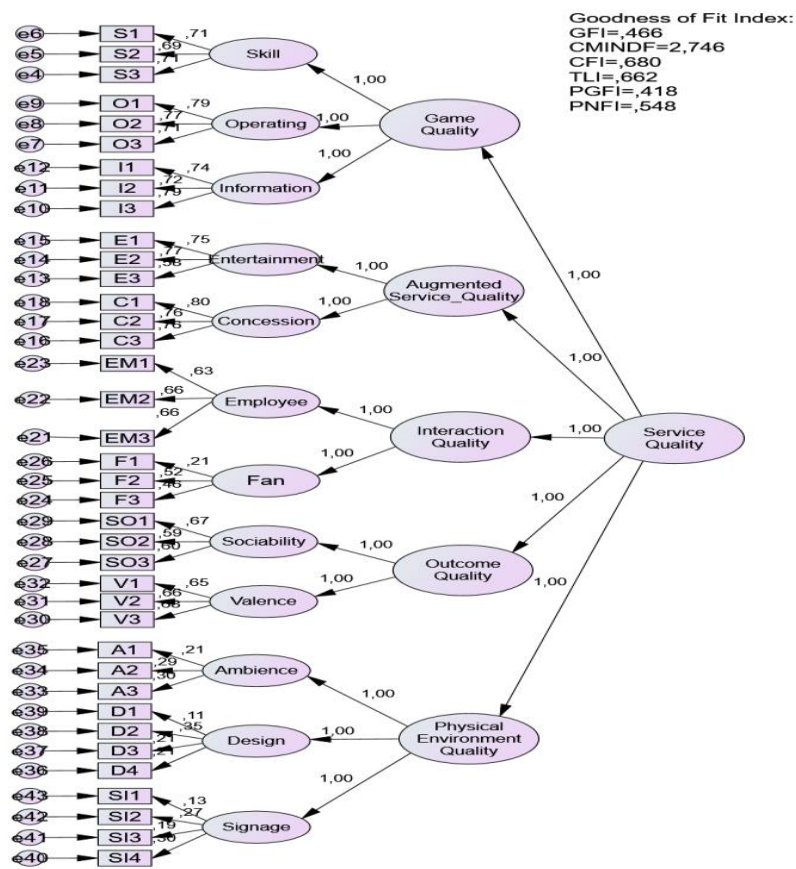 Goodness of Fit Index:
GFI=,466
CMINDF=2,746
CFI=,680
TLI=,662
PGFI=,418
PNFI=,548
e6 S1 ,71
e5 S2 ,69 Skill
e4 S3 ,71
1,00
e9 O1 ,79
e8 O2 ,77 Operating 1,00 Game
Quality
e7 O3 ,71
1,00
e12 I1 ,74
e11 I2 ,72 Information
e10 I3 ,79
e15 E1 ,75
e14 E2 ,77 Entertainment
e13 E3 ,58
1,00
1,00
Augmented
Service_Quality
e18 C1 ,80
e17 C2 ,76 Concession 1,00
e16 C3
1,00
e23 EM1 ,63
e22 EM2 ,66 Employee
e21 EM3 ,66
1,00
Interaction
Quality
1,00
Service
Quality
e26 F1 ,21
e25 F2 ,52 Fan 1,00
e24 F3 ,46
e29 SO1 ,67
e28 SO2 ,59 Sociability
e27 SO3 ,60
1,00
1,00
Outcome
Quality
e32 V1 ,65
e31 V2 ,66 Valence 1,00
e30 V3 ,68
1,00
e35 A1 ,21
e34 A2 ,29 Ambience
e33 A3 ,30
1,00
e39 D1 ,11
e38 D2 ,35
e37 D3 ,21 Design 1,00
e36 D4 ,21
Physical
Environment
Quality
e43 SI1 ,13
e42 SI2 ,27
e41 SI3 ,19 Signage 1,00
e40 SI4 ,30